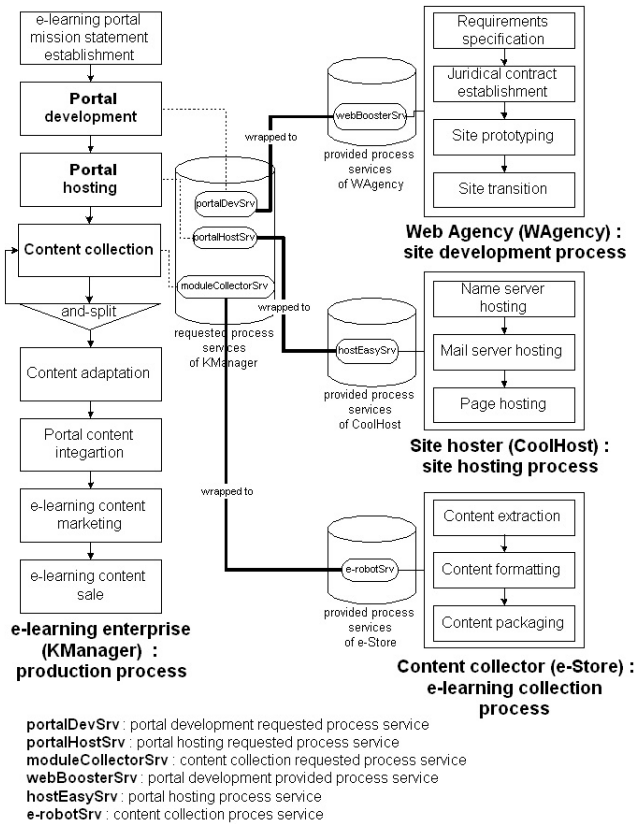 e-learning portal
mission statement
establishment
Portal
development
Portal
hosting
Content collection
and-split
Content adaptation
Portal content
integartion
e-learning content
marketing
e-learning content
sale
e-learning enterprise
(KManager) :
production process
portalDevSrv
portalHostSrv
moduleCollectorSrv
requested process
services
of KManager
wrapped to
wrapped to
wrapped to
webBoosterSrv
provided process
services
of WAgency
hostEasySrv
provided process
services
of CoolHost
e-robotSrv
provided process
services
of e-Store
Requirements
specification
Juridical contract
establishment
Site prototyping
Site transition
Web Agency (WAgency) :
site development process
Name server
hosting
Mail server hosting
Page hosting
Site hoster (CoolHost) :
site hosting process
Content extraction
Content formatting
Content packaging
Content collector (e-Store) :
e-learning collection
process
portalDevSrv : portal development requested process service
portalHostSrv : portal hosting requested process service
moduleCollectorSrv : content collection requested process service
webBoosterSrv : portal development provided process service
hostEasySrv : portal hosting process service
e-robotSrv : content collection proces service